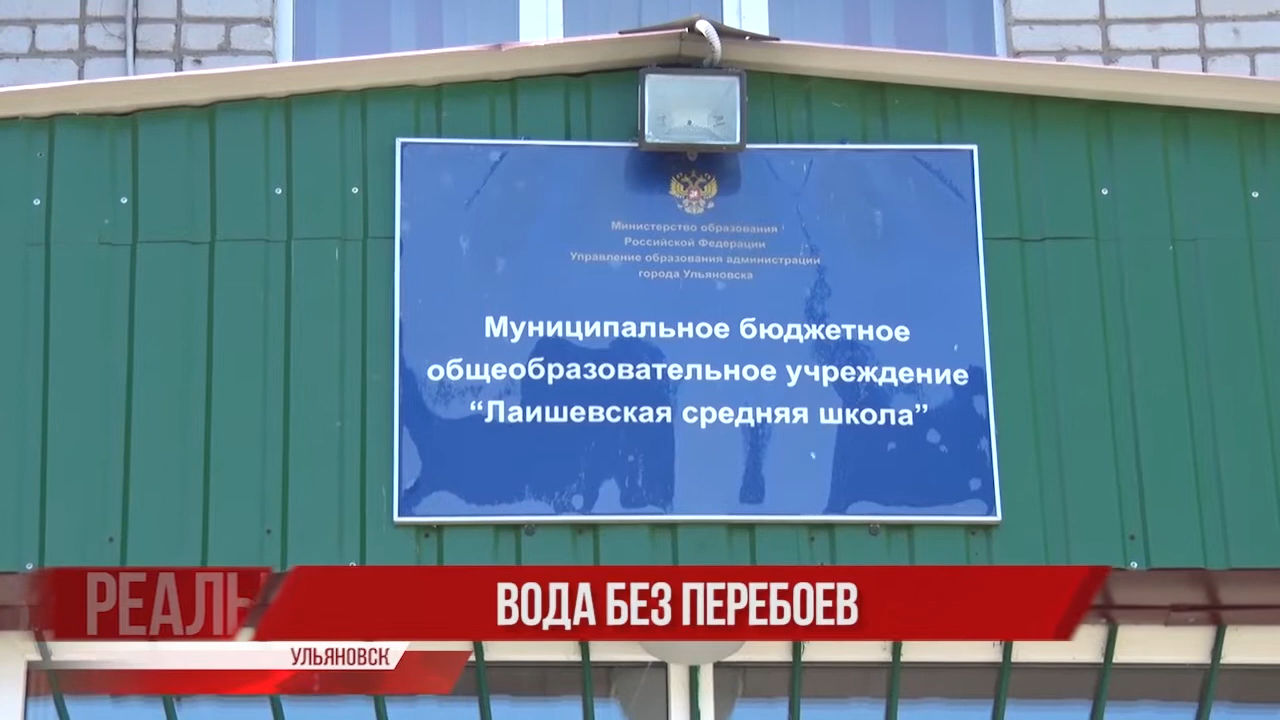 Министерство образования
Российской Федерации
Управление образования администрации
города Ульяновска
Муниципальное бюджетное
общеобразовательное учреждение
“Лаишевская средняя школа”
РЕАЛЬ
ВОДА БЕЗ ПЕРЕБОЕВ
УЛЬЯНОВСК